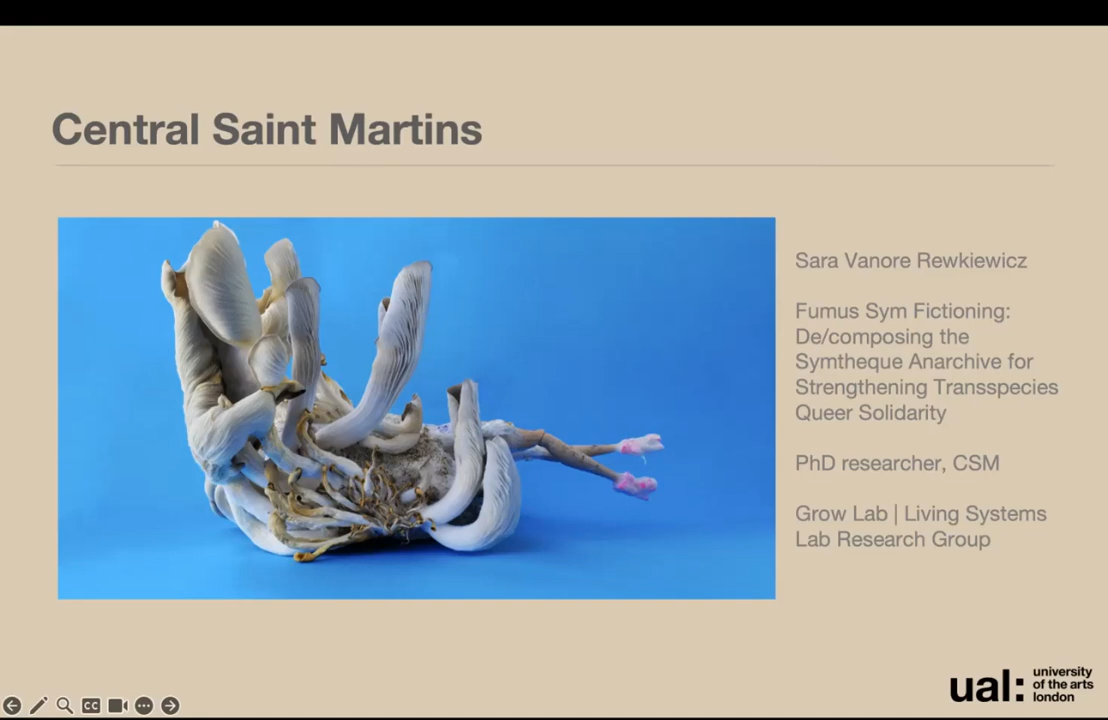 Central Saint Martins
Sara Vanore Rewkiewicz
Fumus Sym Fictioning:
De/composing the
Symtheque Anarchive for
Strengthening Transspecies
Queer Solidarity
PhD researcher, CSM
Grow Lab | Living Systems
Lab Research Group
CC
ual:
university
of the arts
london